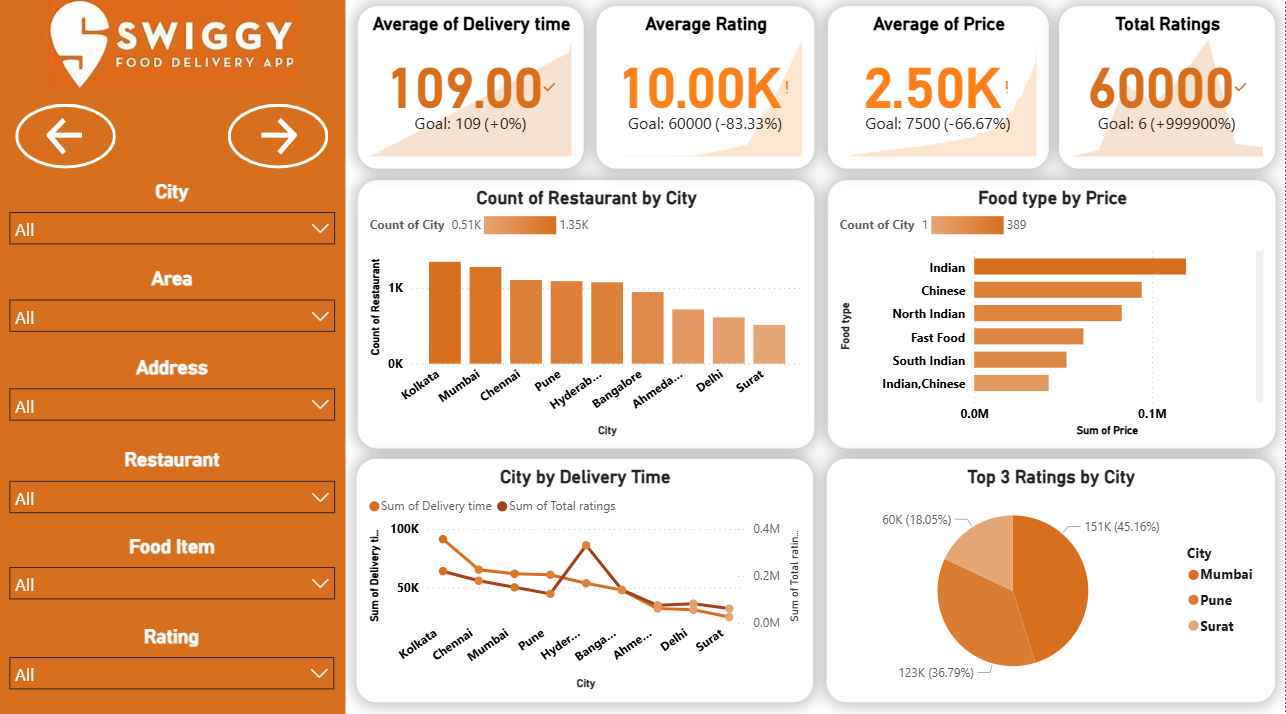 SWIGGY
FOOD DELIVERY APP
City
All
Area
All
Address
All
Restaurant
All
Food Item
All
Rating
All
Average of Delivery time
109.00
Goal: 109 (+0%)
Average Rating
10.00K!
Goal: 60000 (-83.33%)
Average of Price
2.50K!
Goal: 7500 (-66.67%)
Total Ratings
60000
Goal: 6 (+999900%)
Count of Restaurant by City
Count of City 0.51K 1.35K
Count of Restaurant
1K
0K
Kolkata
Mumbai
Chennai
Pune
Hyderab...
Bangalore
Ahmeda...
Delhi
Surat
City
Food type by Price
Count of City 1 389
Food type
Indian
Chinese
North Indian
Fast Food
South Indian
Indian,Chinese
0.0M 0.1M
Sum of Price
City by Delivery Time
Sum of Delivery time Sum of Total ratings
Sum of Delivery ti...
100K
50K
0.4M
0.2M
0.0M
Sum of Total ratin...
Kolkata
Chennai
Mumbai
Pune
Hyder...
Banga...
Ahme...
Delhi
Surat
City
Top 3 Ratings by City
60K (18.05%)
151K (45.16%)
123K (36.79%)
City
Mumbai
Pune
Surat